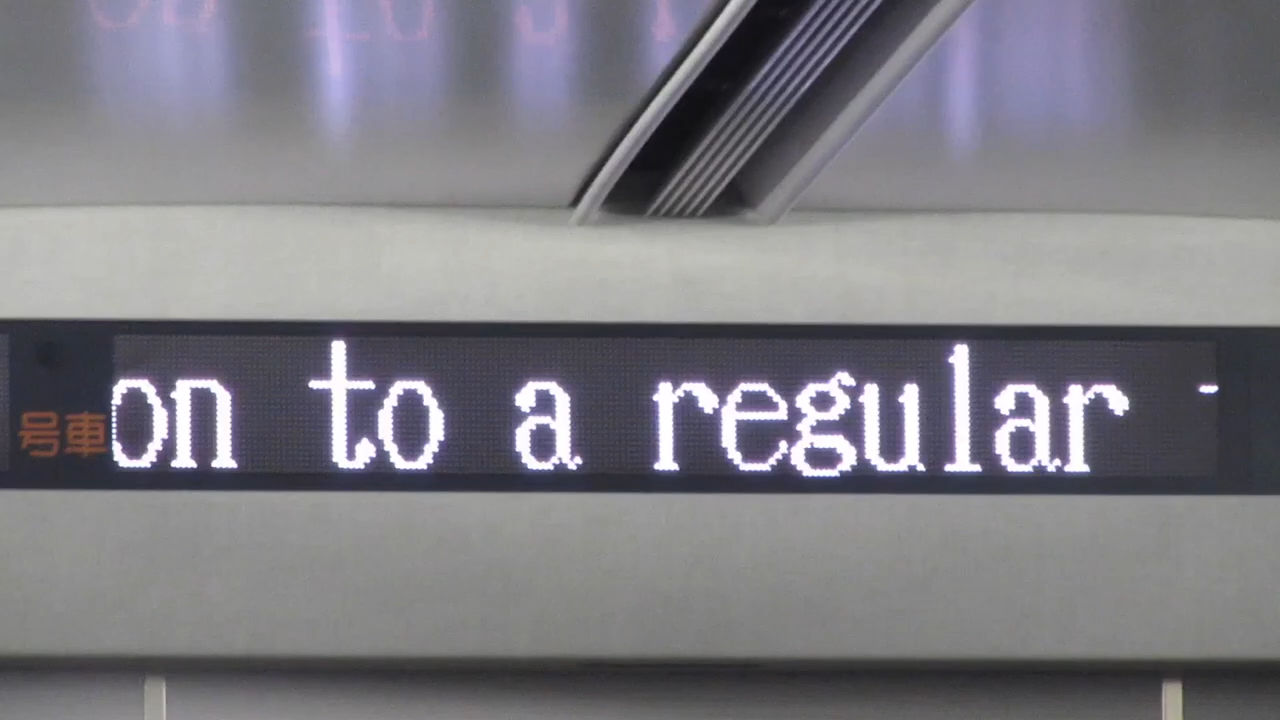 号車
on to a regular